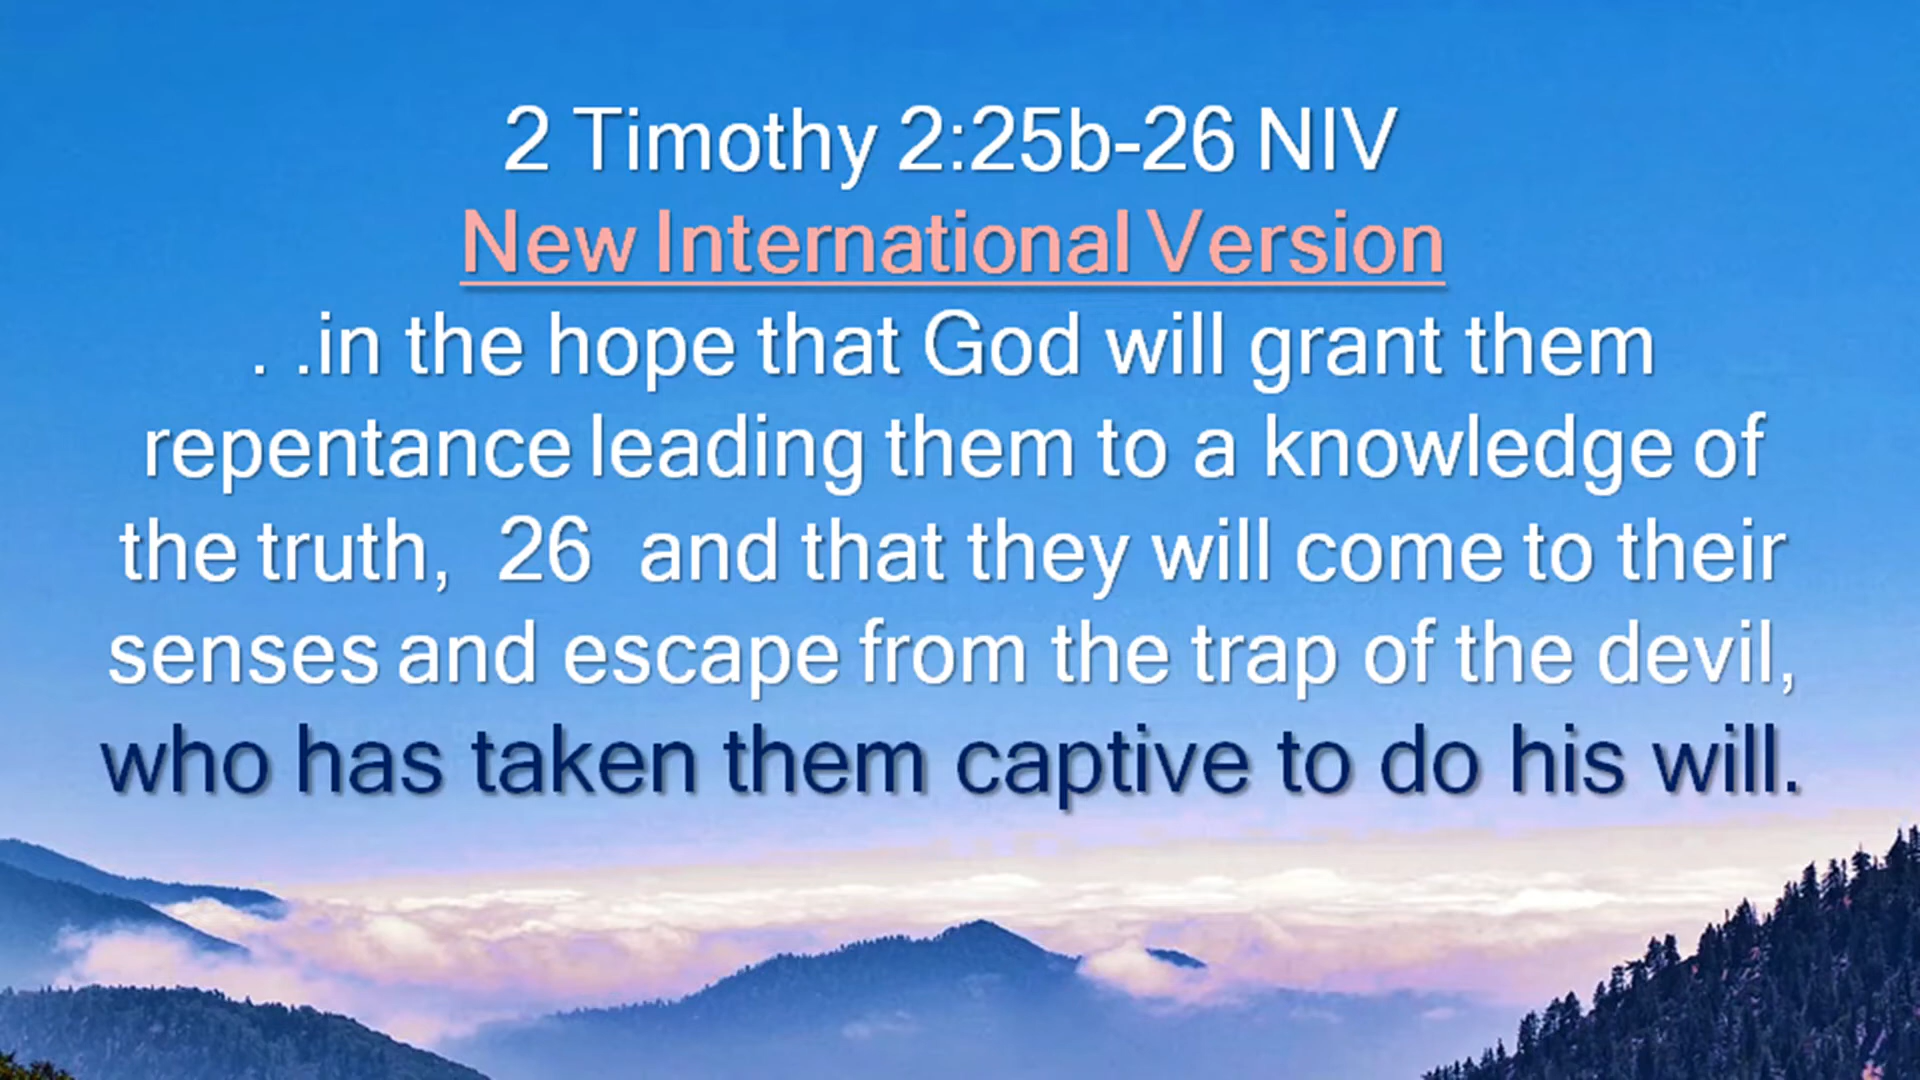 2 Timothy 2:25b-26 NIV
New International Version
. .in the hope that God will grant them
repentance leading them to a knowledge of
the truth,  26  and that they will come to their
senses and escape from the trap of the devil,
who has taken them captive to do his will.